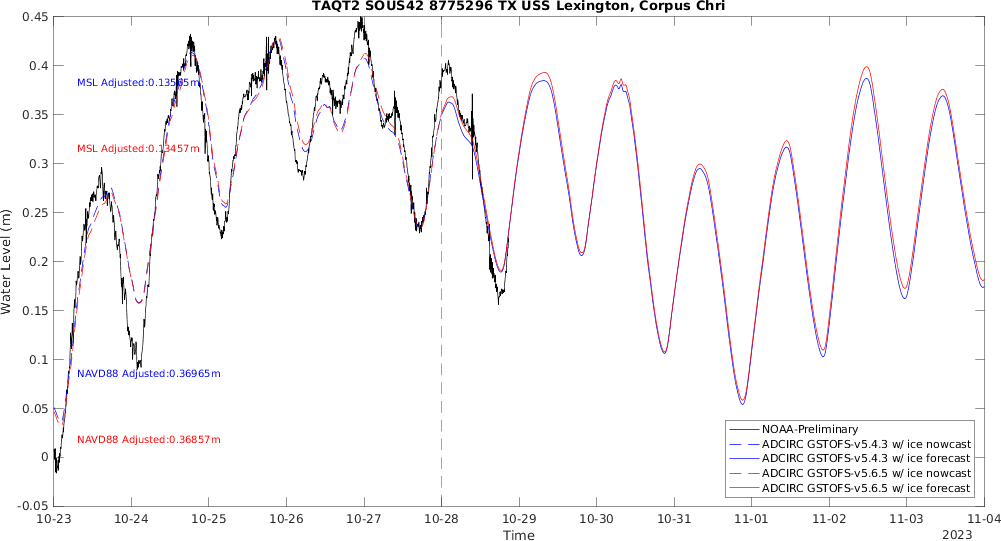 TAQT2 SOUS42 8775296 TX USS Lexington, Corpus Chri
0.45
0.4
0.35
0.3
0.25
0.2
0.15
0.1
0.05
0
-0.05
Water Level (m)
MSL Adjusted:0.13565m
MSL Adjusted:0.13457m
NAVD88 Adjusted:0.36965m
NAVD88 Adjusted:0.36857m
NOAA-Preliminary
ADCIRC GSTOFS-v5.4.3 w/ ice nowcast
ADCIRC GSTOFS-v5.4.3 w/ ice forecast
ADCIRC GSTOFS-v5.6.5 w/ ice nowcast
ADCIRC GSTOFS-v5.6.5 w/ ice forecast
10-23 10-24 10-25 10-26 10-27 10-28 10-29 10-30 10-31 11-01 11-02 11-03 11-04
Time
2023